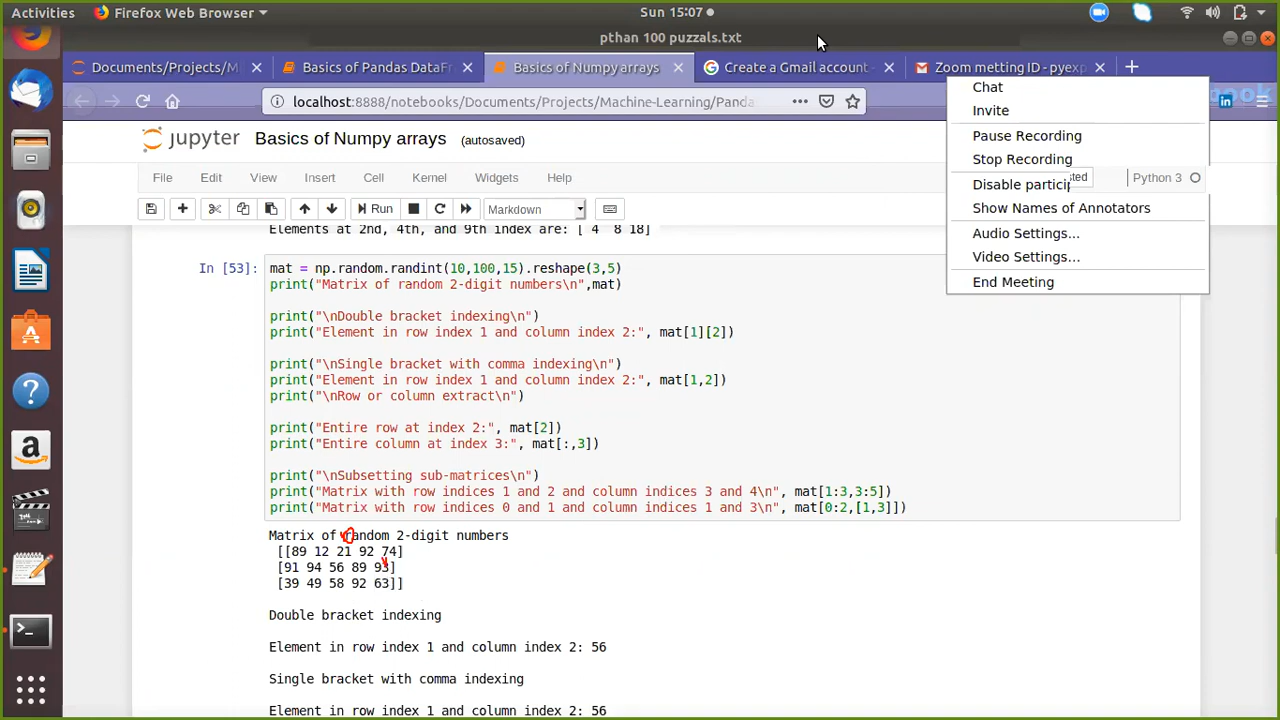 Activities Firefox Web Browser Sun 15:07
pthan 100 puzzals.txt
Documents/Projects/M Basics of Pandas DataFr Basics of Numpy arrays Create a Gmail account - Zoom metting ID - pyexp
localhost:8888/notebooks/Documents/Projects/Machine-Learning/Panda
jupyter Basics of Numpy arrays (autosaved)
File Edit View Insert Cell Kernel Widgets Help
sted Python 3
Run Markdown
Chat
Invite
Pause Recording
Stop Recording
Disable particip
Show Names of Annotators
Audio Settings...
Video Settings...
End Meeting
Elements at 2nd, 4th, and 9th index are: [ 4  8 18]
In [53]: mat = np.random.randint(10,100,15).reshape(3,5)
print("Matrix of random 2-digit numbers\n",mat)
print("\nDouble bracket indexing\n")
print("Element in row index 1 and column index 2:", mat[1][2])
print("\nSingle bracket with comma indexing\n")
print("Element in row index 1 and column index 2:", mat[1,2])
print("\nRow or column extract\n")
print("Entire row at index 2:", mat[2])
print("Entire column at index 3:", mat[:,3])
print("\nSubsetting sub-matrices\n")
print("Matrix with row indices 1 and 2 and column indices 3 and 4\n", mat[1:3,3:5])
print("Matrix with row indices 0 and 1 and column indices 1 and 3\n", mat[0:2,[1,3]])
Matrix of random 2-digit numbers
[[89 12 21 92 74]
[91 94 56 89 93]
[39 49 58 92 63]]
Double bracket indexing
Element in row index 1 and column index 2: 56
Single bracket with comma indexing
Element in row index 1 and column index 2: 56